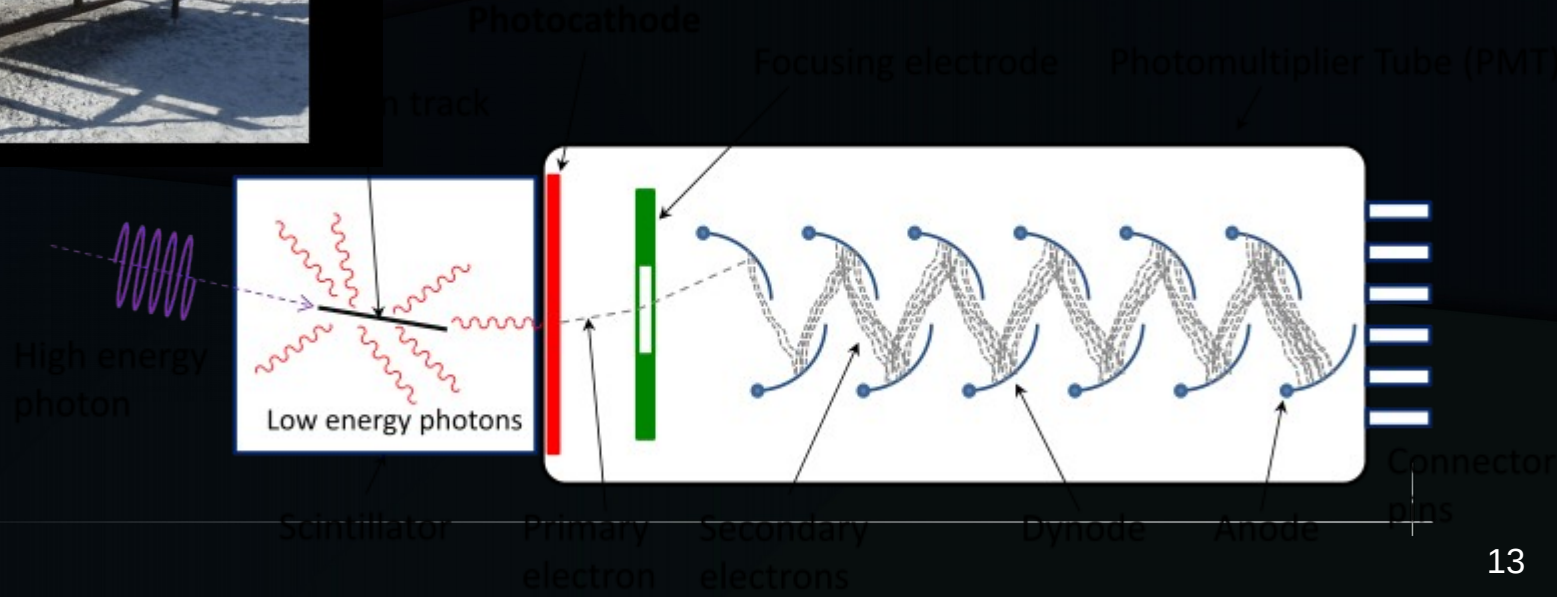 Photocathode
Focusing electrode
Photomultiplier Tube (PMT)
n track
High energy
photon
Low energy photons
Connector
pins
Scintillator
Primary
electron
Secondary
electrons
Dynode
Anode
13